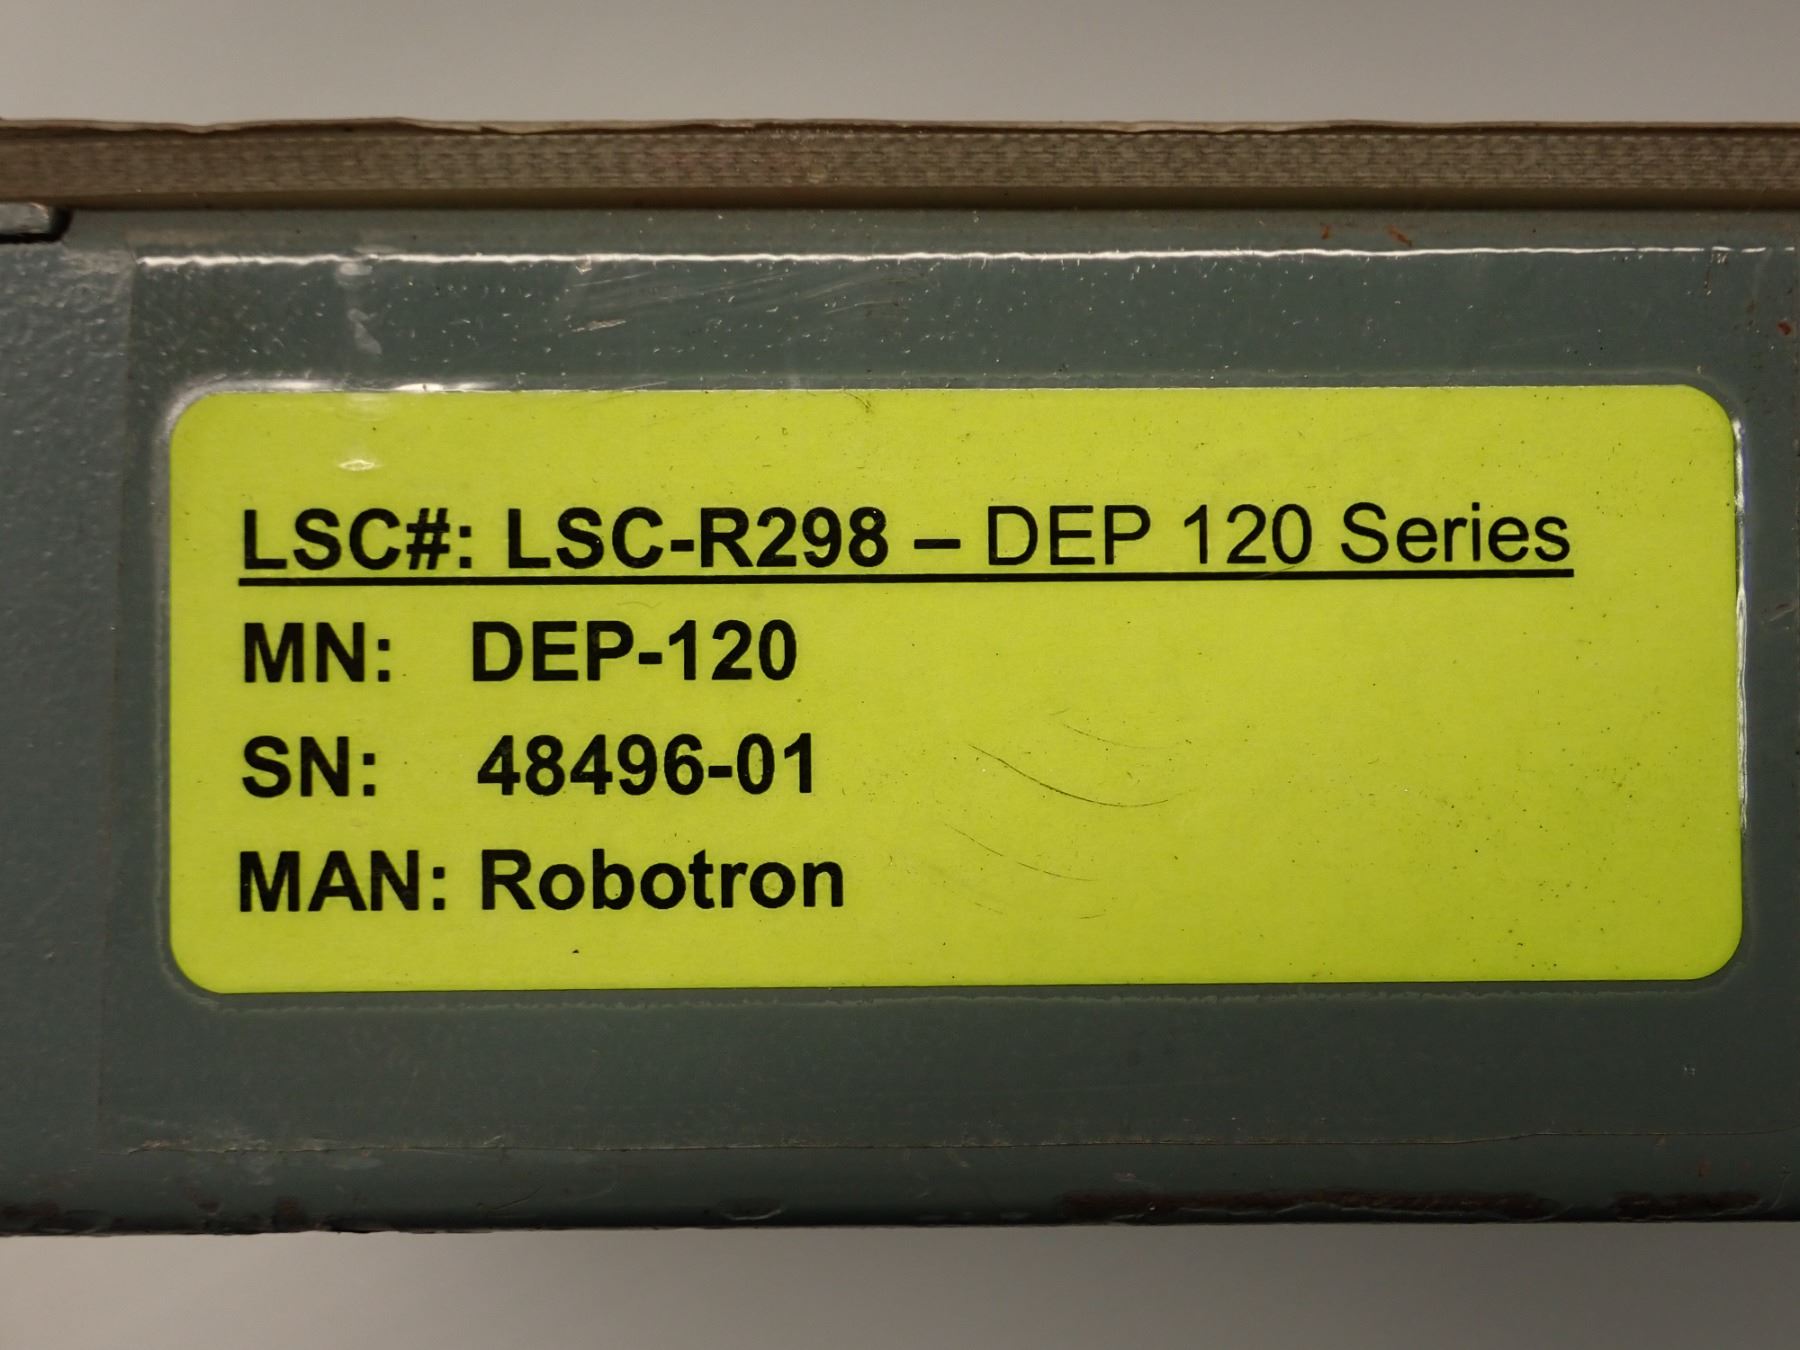 LSC#: LSC-R298 – DEP 120 Series
MN: DEP-120
SN: 48496-01
MAN: Robotron